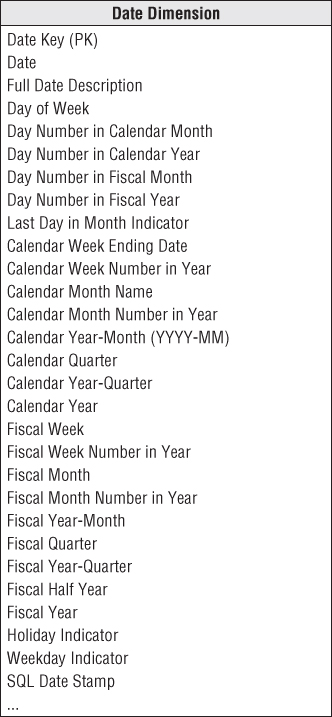 Date Dimension
Date Key (PK)
Date
Full Date Description
Day of Week
Day Number in Calendar Month
Day Number in Calendar Year
Day Number in Fiscal Month
Day Number in Fiscal Year
Last Day in Month Indicator
Calendar Week Ending Date
Calendar Week Number in Year
Calendar Month Name
Calendar Month Number in Year
Calendar Year-Month (YYYY-MM)
Calendar Quarter
Calendar Year-Quarter
Calendar Year
Fiscal Week
Fiscal Week Number in Year
Fiscal Month
Fiscal Month Number in Year
Fiscal Year-Month
Fiscal Quarter
Fiscal Year-Quarter
Fiscal Half Year
Fiscal Year
Holiday Indicator
Weekday Indicator
SQL Date Stamp
...